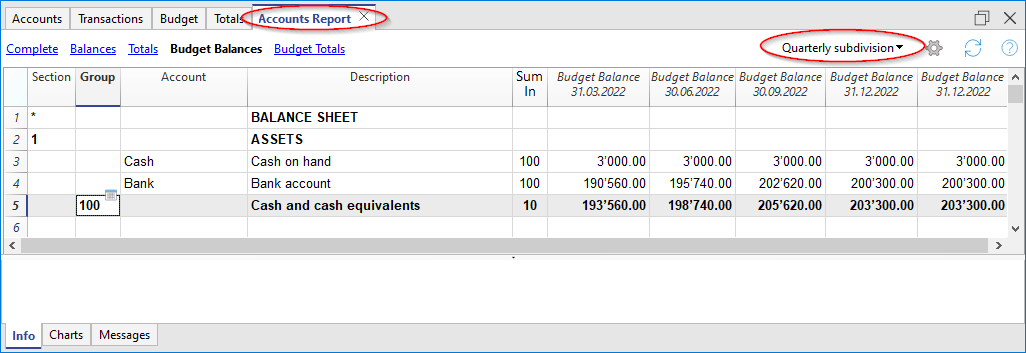 Accounts Transactions Budget Totals Accounts Report
Complete Balances Totals Budget Balances Budget Totals Quarterly subdivision
Section Group Account Description Sum In Budget Balance 31.03.2022 Budget Balance 30.06.2022 Budget Balance 30.09.2022 Budget Balance 31.12.2022 Budget Balance 31.12.2022
1 * BALANCE SHEET
2 1 ASSETS
3 Cash Cash on hand 100 3'000.00 3'000.00 3'000.00 3'000.00 3'000.00
4 Bank Bank account 100 190'560.00 195'740.00 202'620.00 200'300.00 200'300.00
5 100 Cash and cash equivalents 10 193'560.00 198'740.00 205'620.00 203'300.00 203'300.00
6
Info Charts Messages